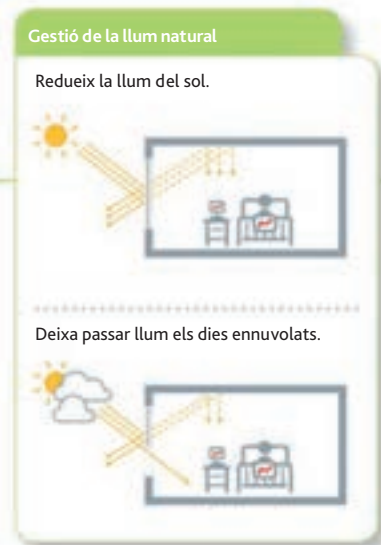 Gestió de la llum natural
Redueix la llum del sol.
Deixa passar llum els dies ennuvolats.